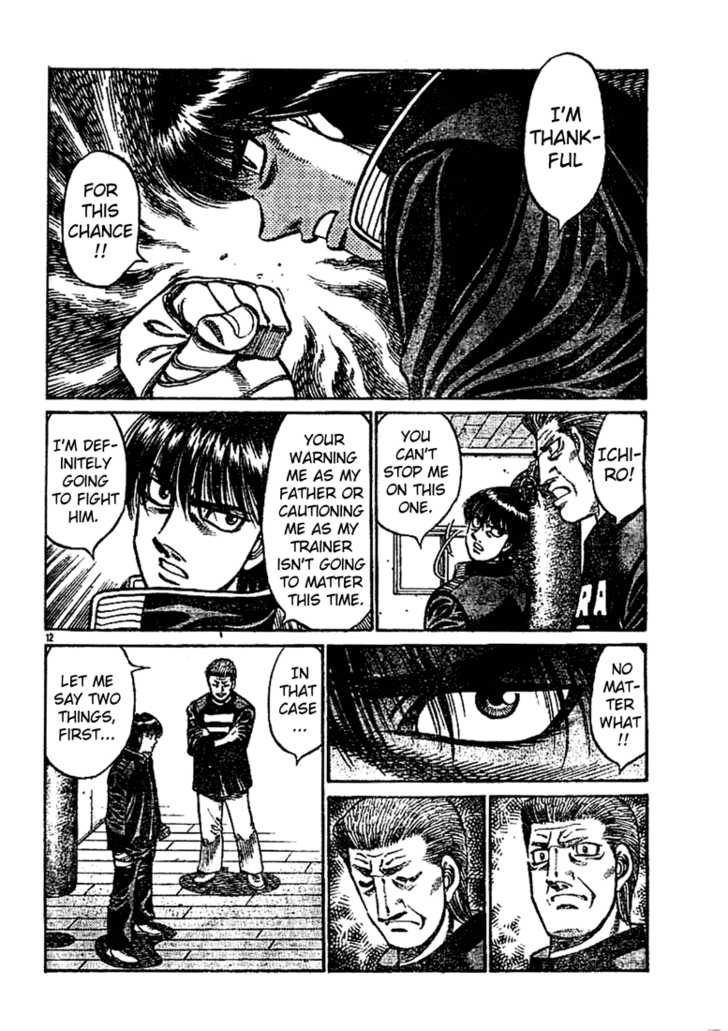 I'M
THANK-
FUL
FOR
THIS
CHANCE
!!
ICHI-
RO!
YOU
CAN'T
STOP ME
ON THIS
ONE.
YOUR
WARNING
ME AS MY
FATHER OR
CAUTIONING
ME AS MY
TRAINER
ISN'T GOING
TO MATTER
THIS TIME.
I'M DEF-
INITELY
GOING
TO FIGHT
HIM.
RA
12
NO
MAT-
TER
WHAT
!!
IN
THAT
CASE
...
LET ME
SAY TWO
THINGS,
FIRST...